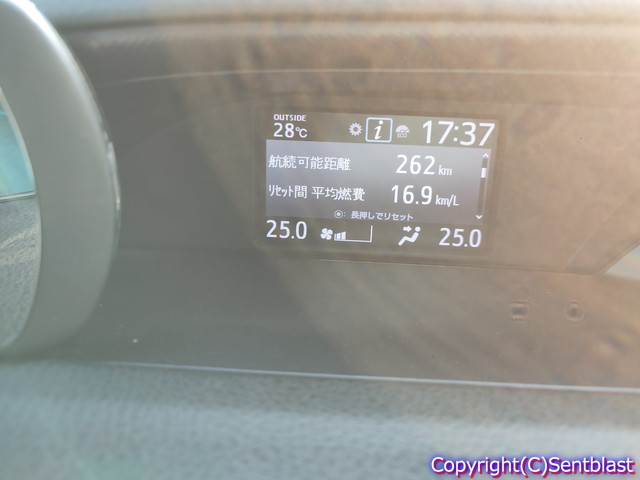 OUTSIDE
28℃ i ECO 17:37
航続可能距離 262 km
ﾘｾｯﾄ間 平均燃費 16.9 km/L
◉: 長押しでリセット
25.0 25.0
Copyright(C)Sentblast